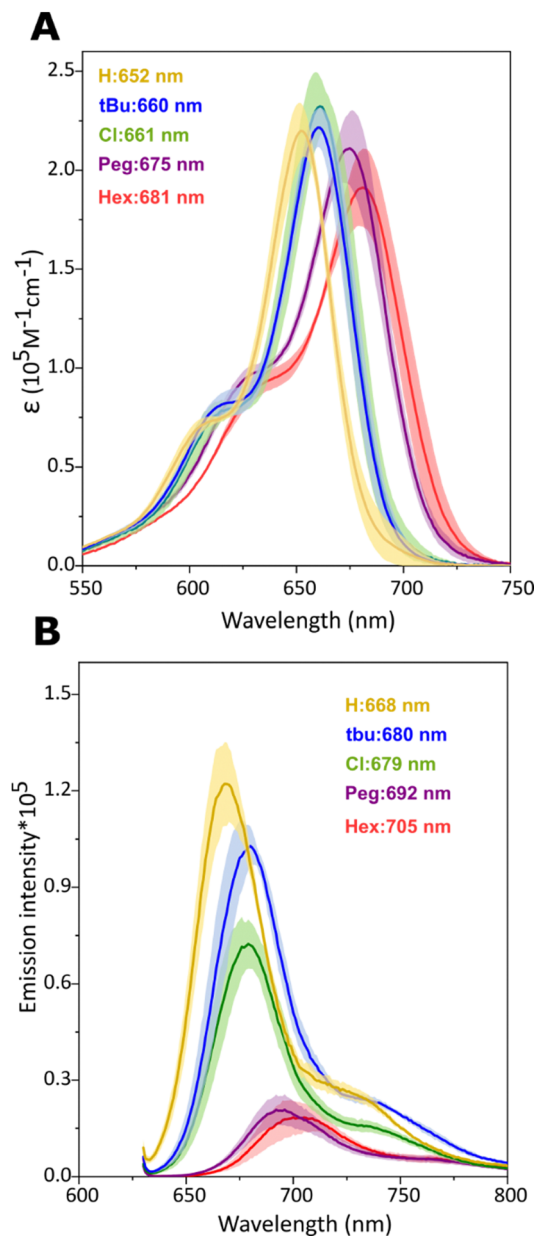 A
2.5
2.0
1.5
1.0
0.5
0.0
ε (10⁵M⁻¹cm⁻¹)
H:652 nm
tBu:660 nm
Cl:661 nm
Peg:675 nm
Hex:681 nm
550 600 650 700 750
Wavelength (nm)
B
1.5
1.2
0.9
0.6
0.3
0.0
Emission intensity*10⁵
H:668 nm
tbu:680 nm
Cl:679 nm
Peg:692 nm
Hex:705 nm
600 650 700 750 800
Wavelength (nm)